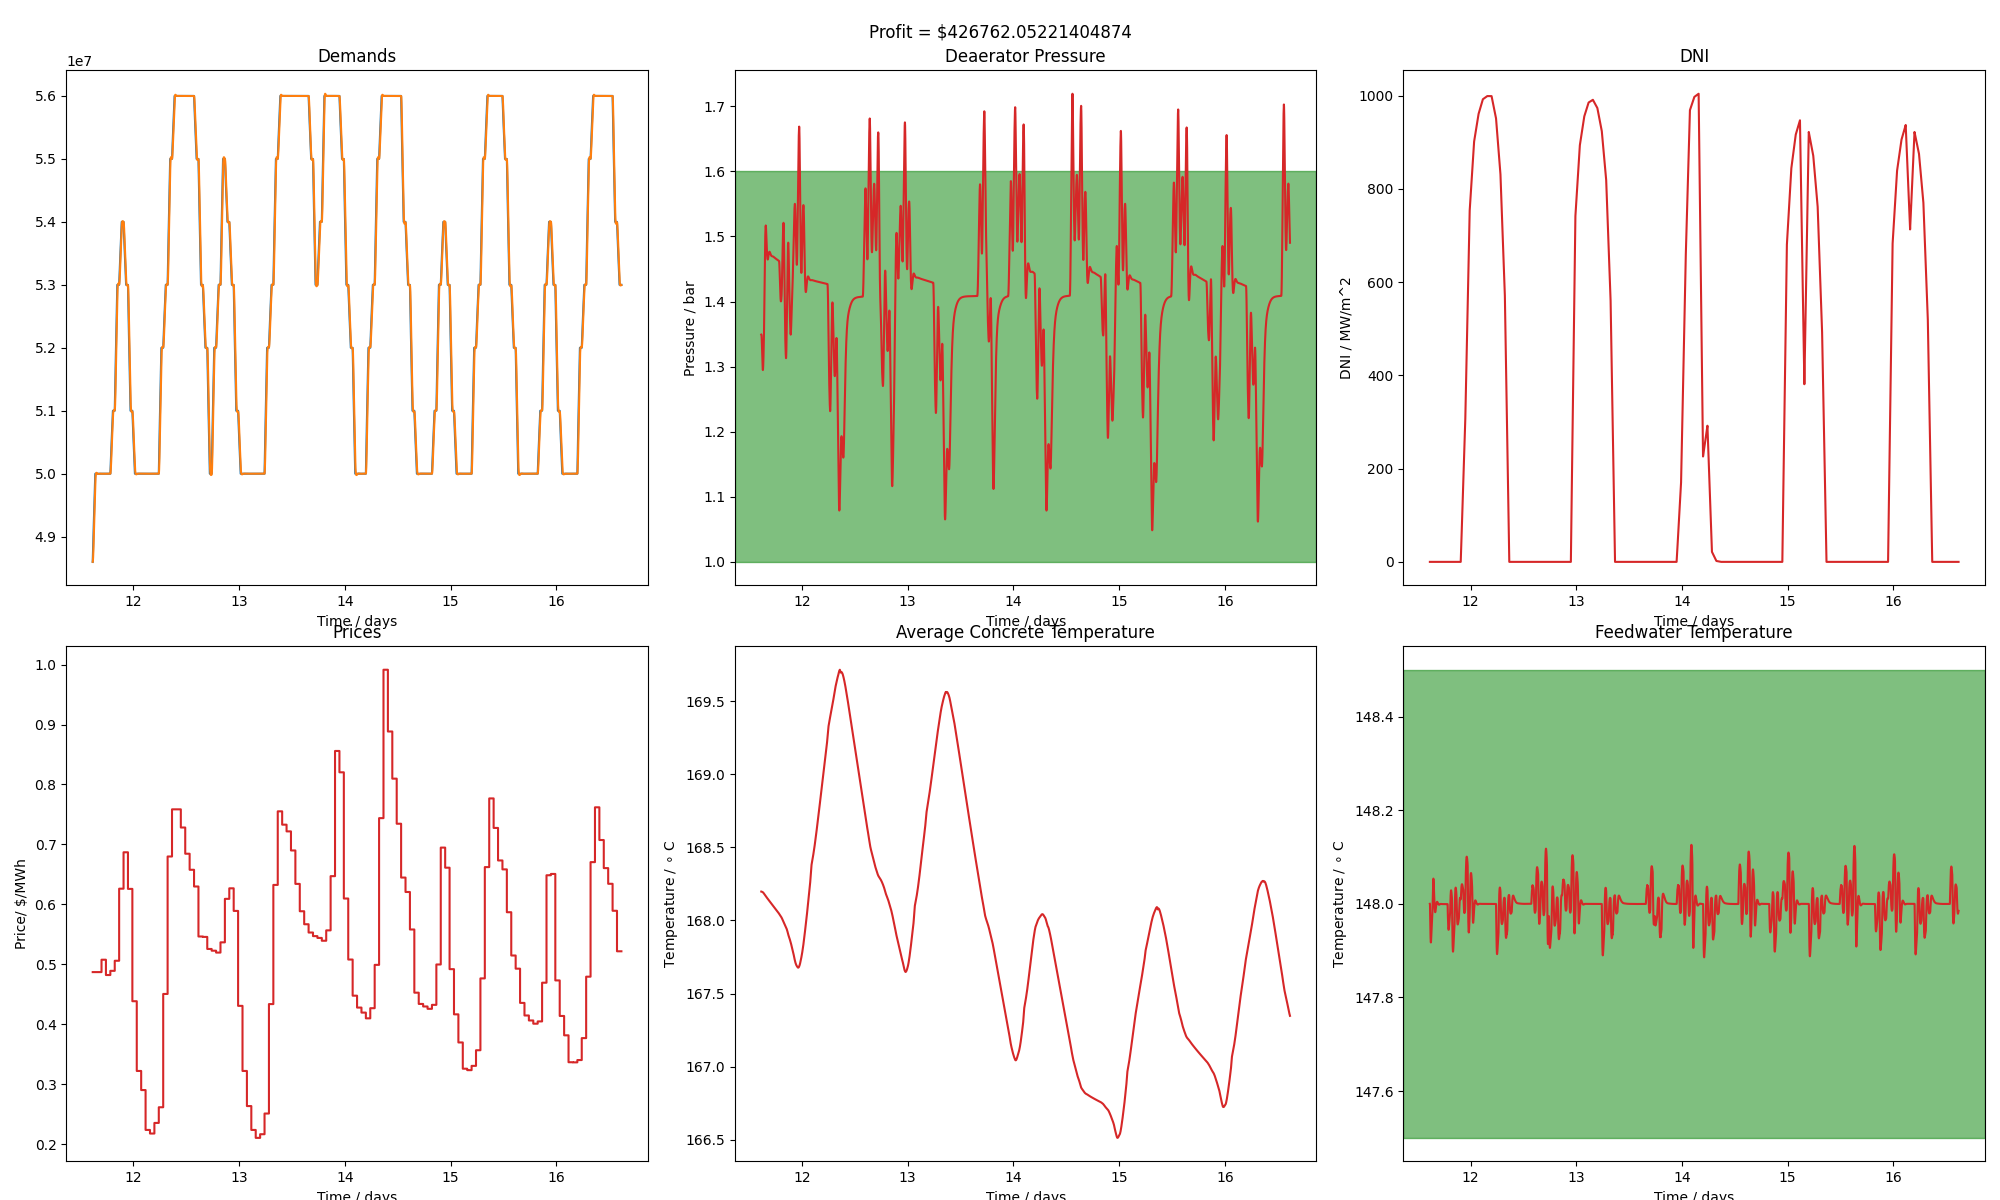 Profit = $426762.05221404874
Demands
1e7
5.6
5.5
5.4
5.3
5.2
5.1
5.0
4.9
12 13 14 15 16
Time / days
Deaerator Pressure
Pressure / bar
1.7
1.6
1.5
1.4
1.3
1.2
1.1
1.0
12 13 14 15 16
Time / days
DNI
DNI / MW/m^2
1000
800
600
400
200
0
12 13 14 15 16
Time / days
Prices
Price/ $/MWh
1.0
0.9
0.8
0.7
0.6
0.5
0.4
0.3
0.2
12 13 14 15 16
Time / days
Average Concrete Temperature
Temperature / ∘ C
169.5
169.0
168.5
168.0
167.5
167.0
166.5
12 13 14 15 16
Time / days
Feedwater Temperature
Temperature / ∘ C
148.4
148.2
148.0
147.8
147.6
12 13 14 15 16
Time / days